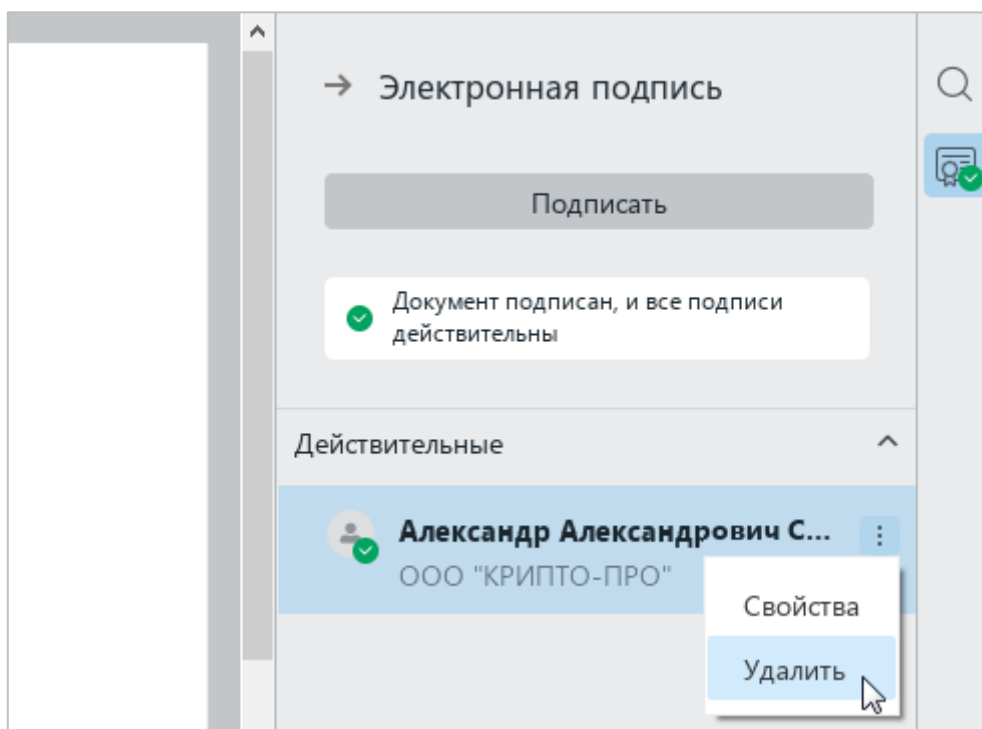 Электронная подпись
Подписать
Документ подписан, и все подписи
действительны
Действительные
Александр Александрович С...
ООО "КРИПТО-ПРО"
Свойства
Удалить